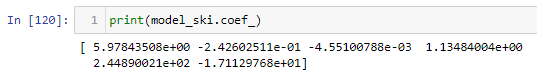 In [120]: 1 print(model_ski.coef_)
[ 5.97843508e+00 -2.42602511e-01 -4.55100788e-03 1.13484004e+00
2.44890021e+02 -1.71129768e+01]